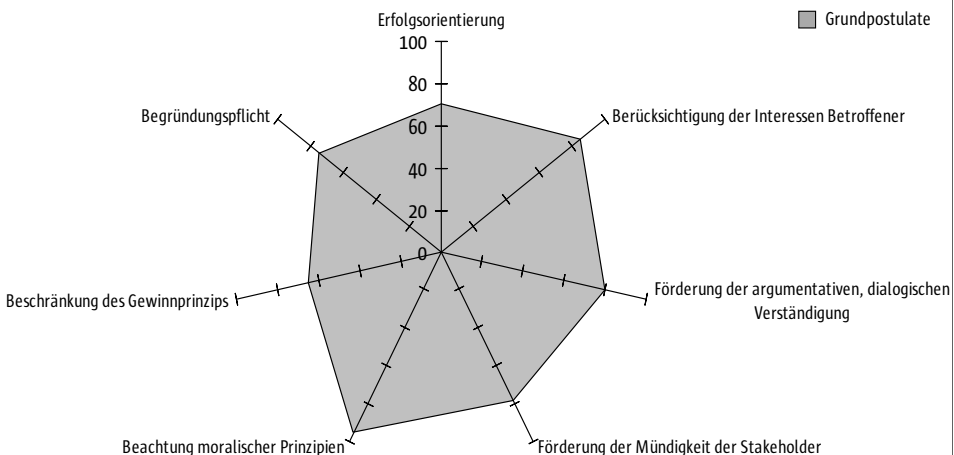 Erfolgsorientierung
Grundpostulate
100
80
60
40
20
0
Begründungspflicht
Berücksichtigung der Interessen Betroffener
Beschränkung des Gewinnprinzips
Förderung der argumentativen, dialogischen
Verständigung
Beachtung moralischer Prinzipien
Förderung der Mündigkeit der Stakeholder